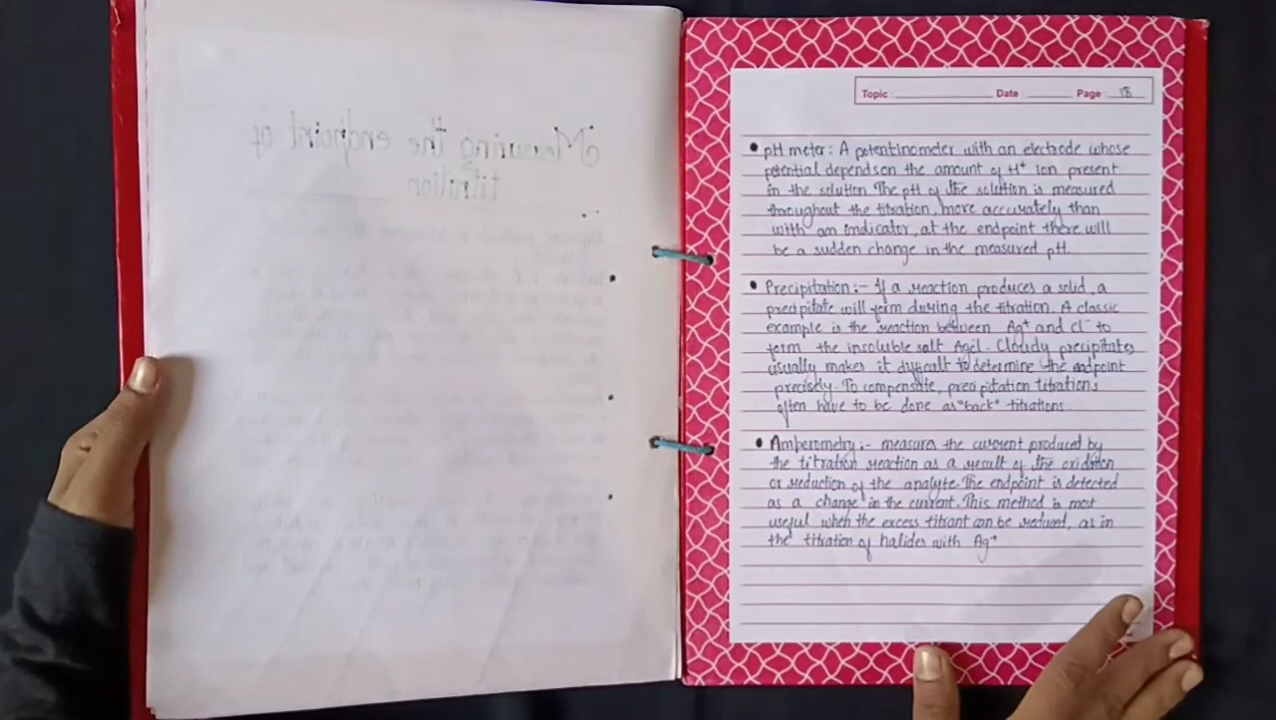 Measuring the endpoint of
titration
Topic : Date : Page : 18
• pH meter : A potentinometer with an electrode whose
potential depends on the amount of H⁺ ion present
in the solution The pH of the solution is measured
throughout the titration, more accurately than
with an indicator, at the endpoint there will
be a sudden change in the measured pH.
• Precipitation :- If a reaction produces a solid, a
precipitate will form during the titration. A classic
example is the reaction between Ag⁺ and Cl⁻ to
form the insoluble salt Agcl. Cloudy precipitates
usually makes it difficult to determine the endpoint
precisely. To compensate, precipitation titrations
often have to be done as "back" titrations.
• Amperometry :- measures the current produced by
the titration reaction as a result of the oxidation
or reduction of the analyte. The endpoint is detected
as a change in the current. This method is most
useful when the excess titrant can be reduced, as in
the titration of halides with Ag⁺